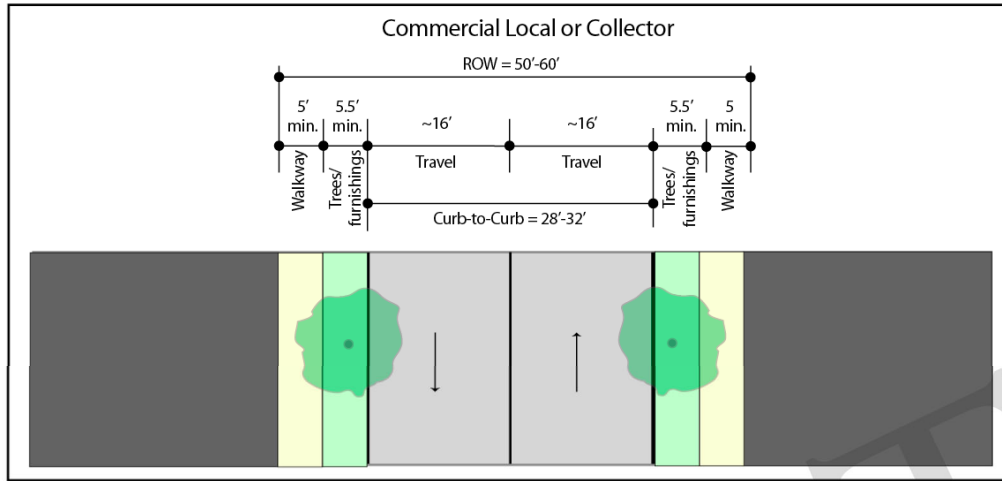 Commercial Local or Collector
ROW = 50'-60'
5'
min.
5.5'
min.
~16'
~16'
5.5'
min.
5
min.
Walkway
Trees/
furnishings
Travel
Travel
Trees/
furnishings
Walkway
Curb-to-Curb = 28'-32'